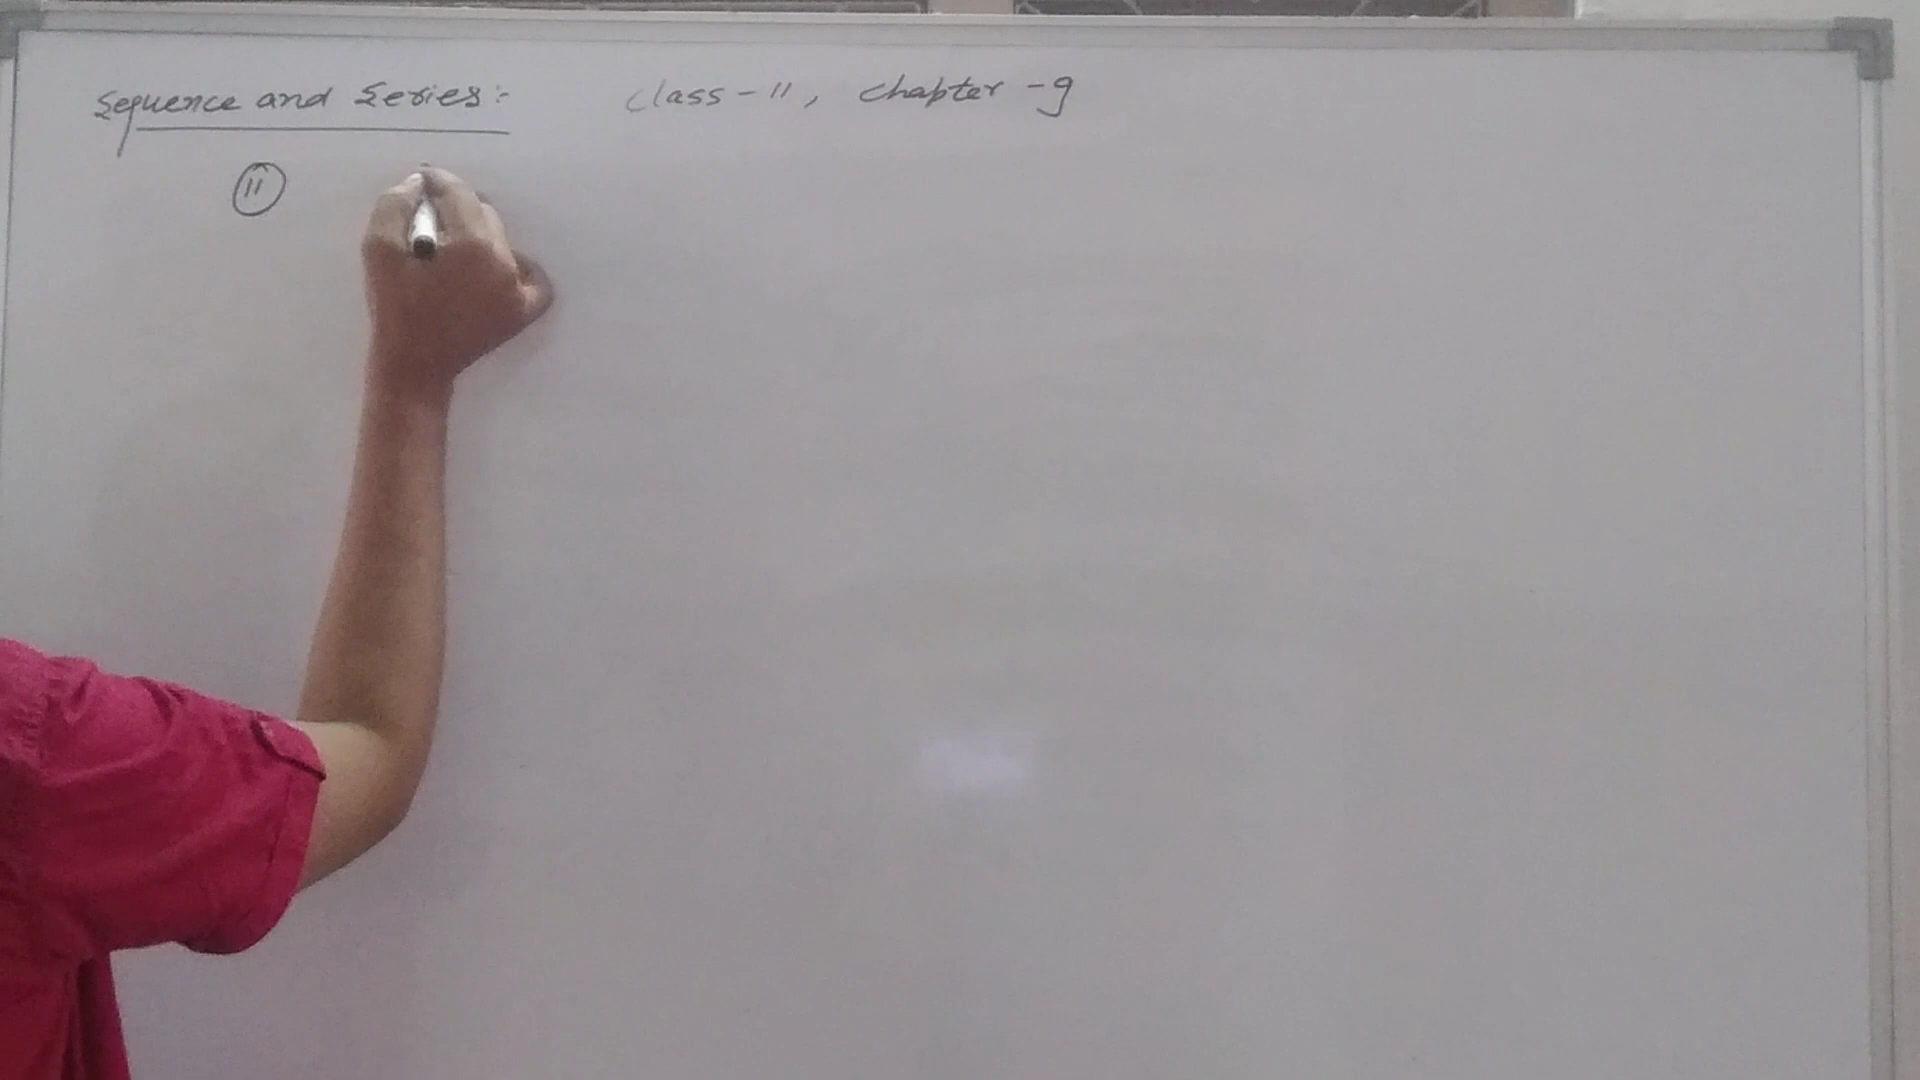 Sequence and Series:- Class-11, Chapter-9
11